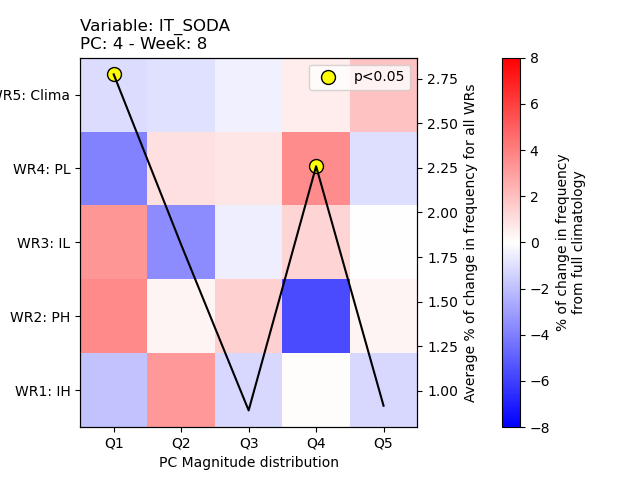 Variable: IT_SODA
PC: 4 - Week: 8
p<0.05
WR5: Clima
WR4: PL
WR3: IL
WR2: PH
WR1: IH
Q1 Q2 Q3 Q4 Q5
PC Magnitude distribution
2.75
2.50
2.25
2.00
1.75
1.50
1.25
1.00
Average % of change in frequency for all WRs
8
6
4
2
0
−2
−4
−6
−8
% of change in frequency
from full climatology